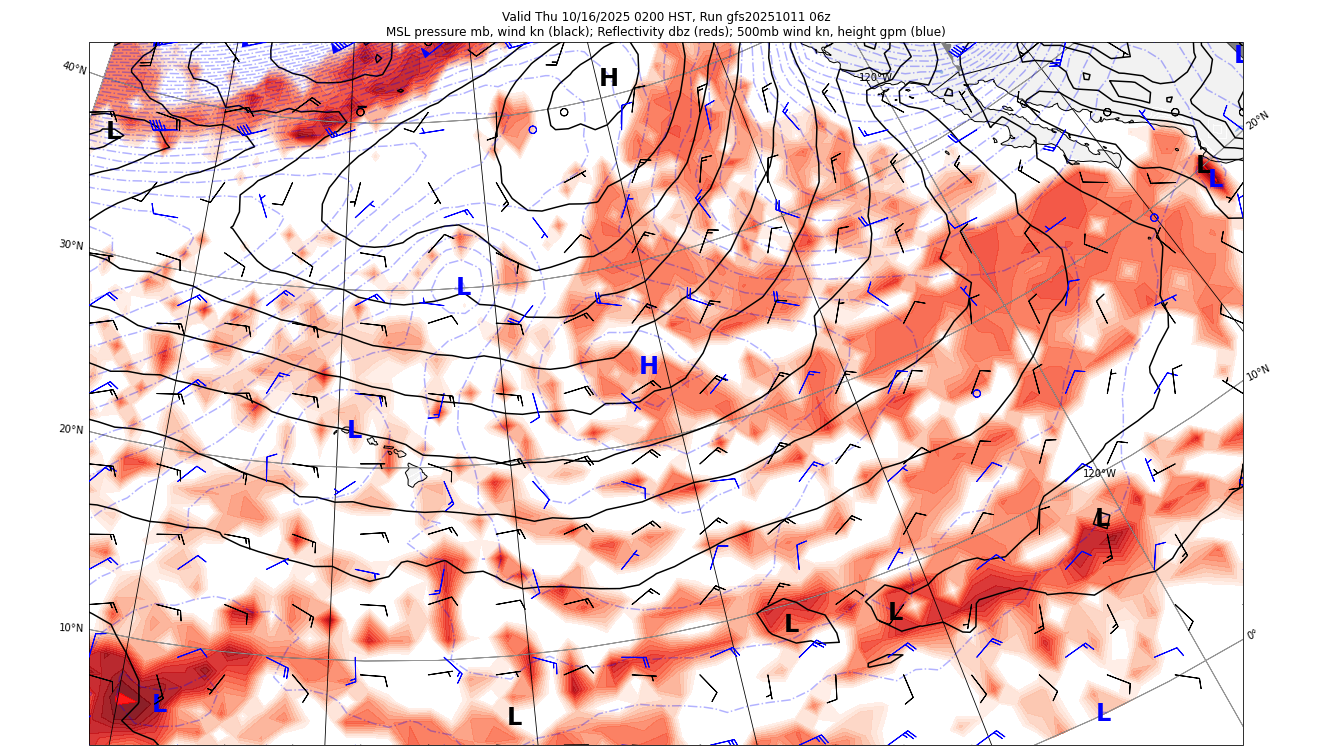 Valid Thu 10/16/2025 0200 HST, Run gfs20251011 06z
MSL pressure mb, wind kn (black); Reflectivity dbz (reds); 500mb wind kn, height gpm (blue)
L
40°N
H
120°W
20°N
L
L
L
30°N
L
H
10°N
20°N
L
120°W
L
10°N
L
L
0°
L
L
L